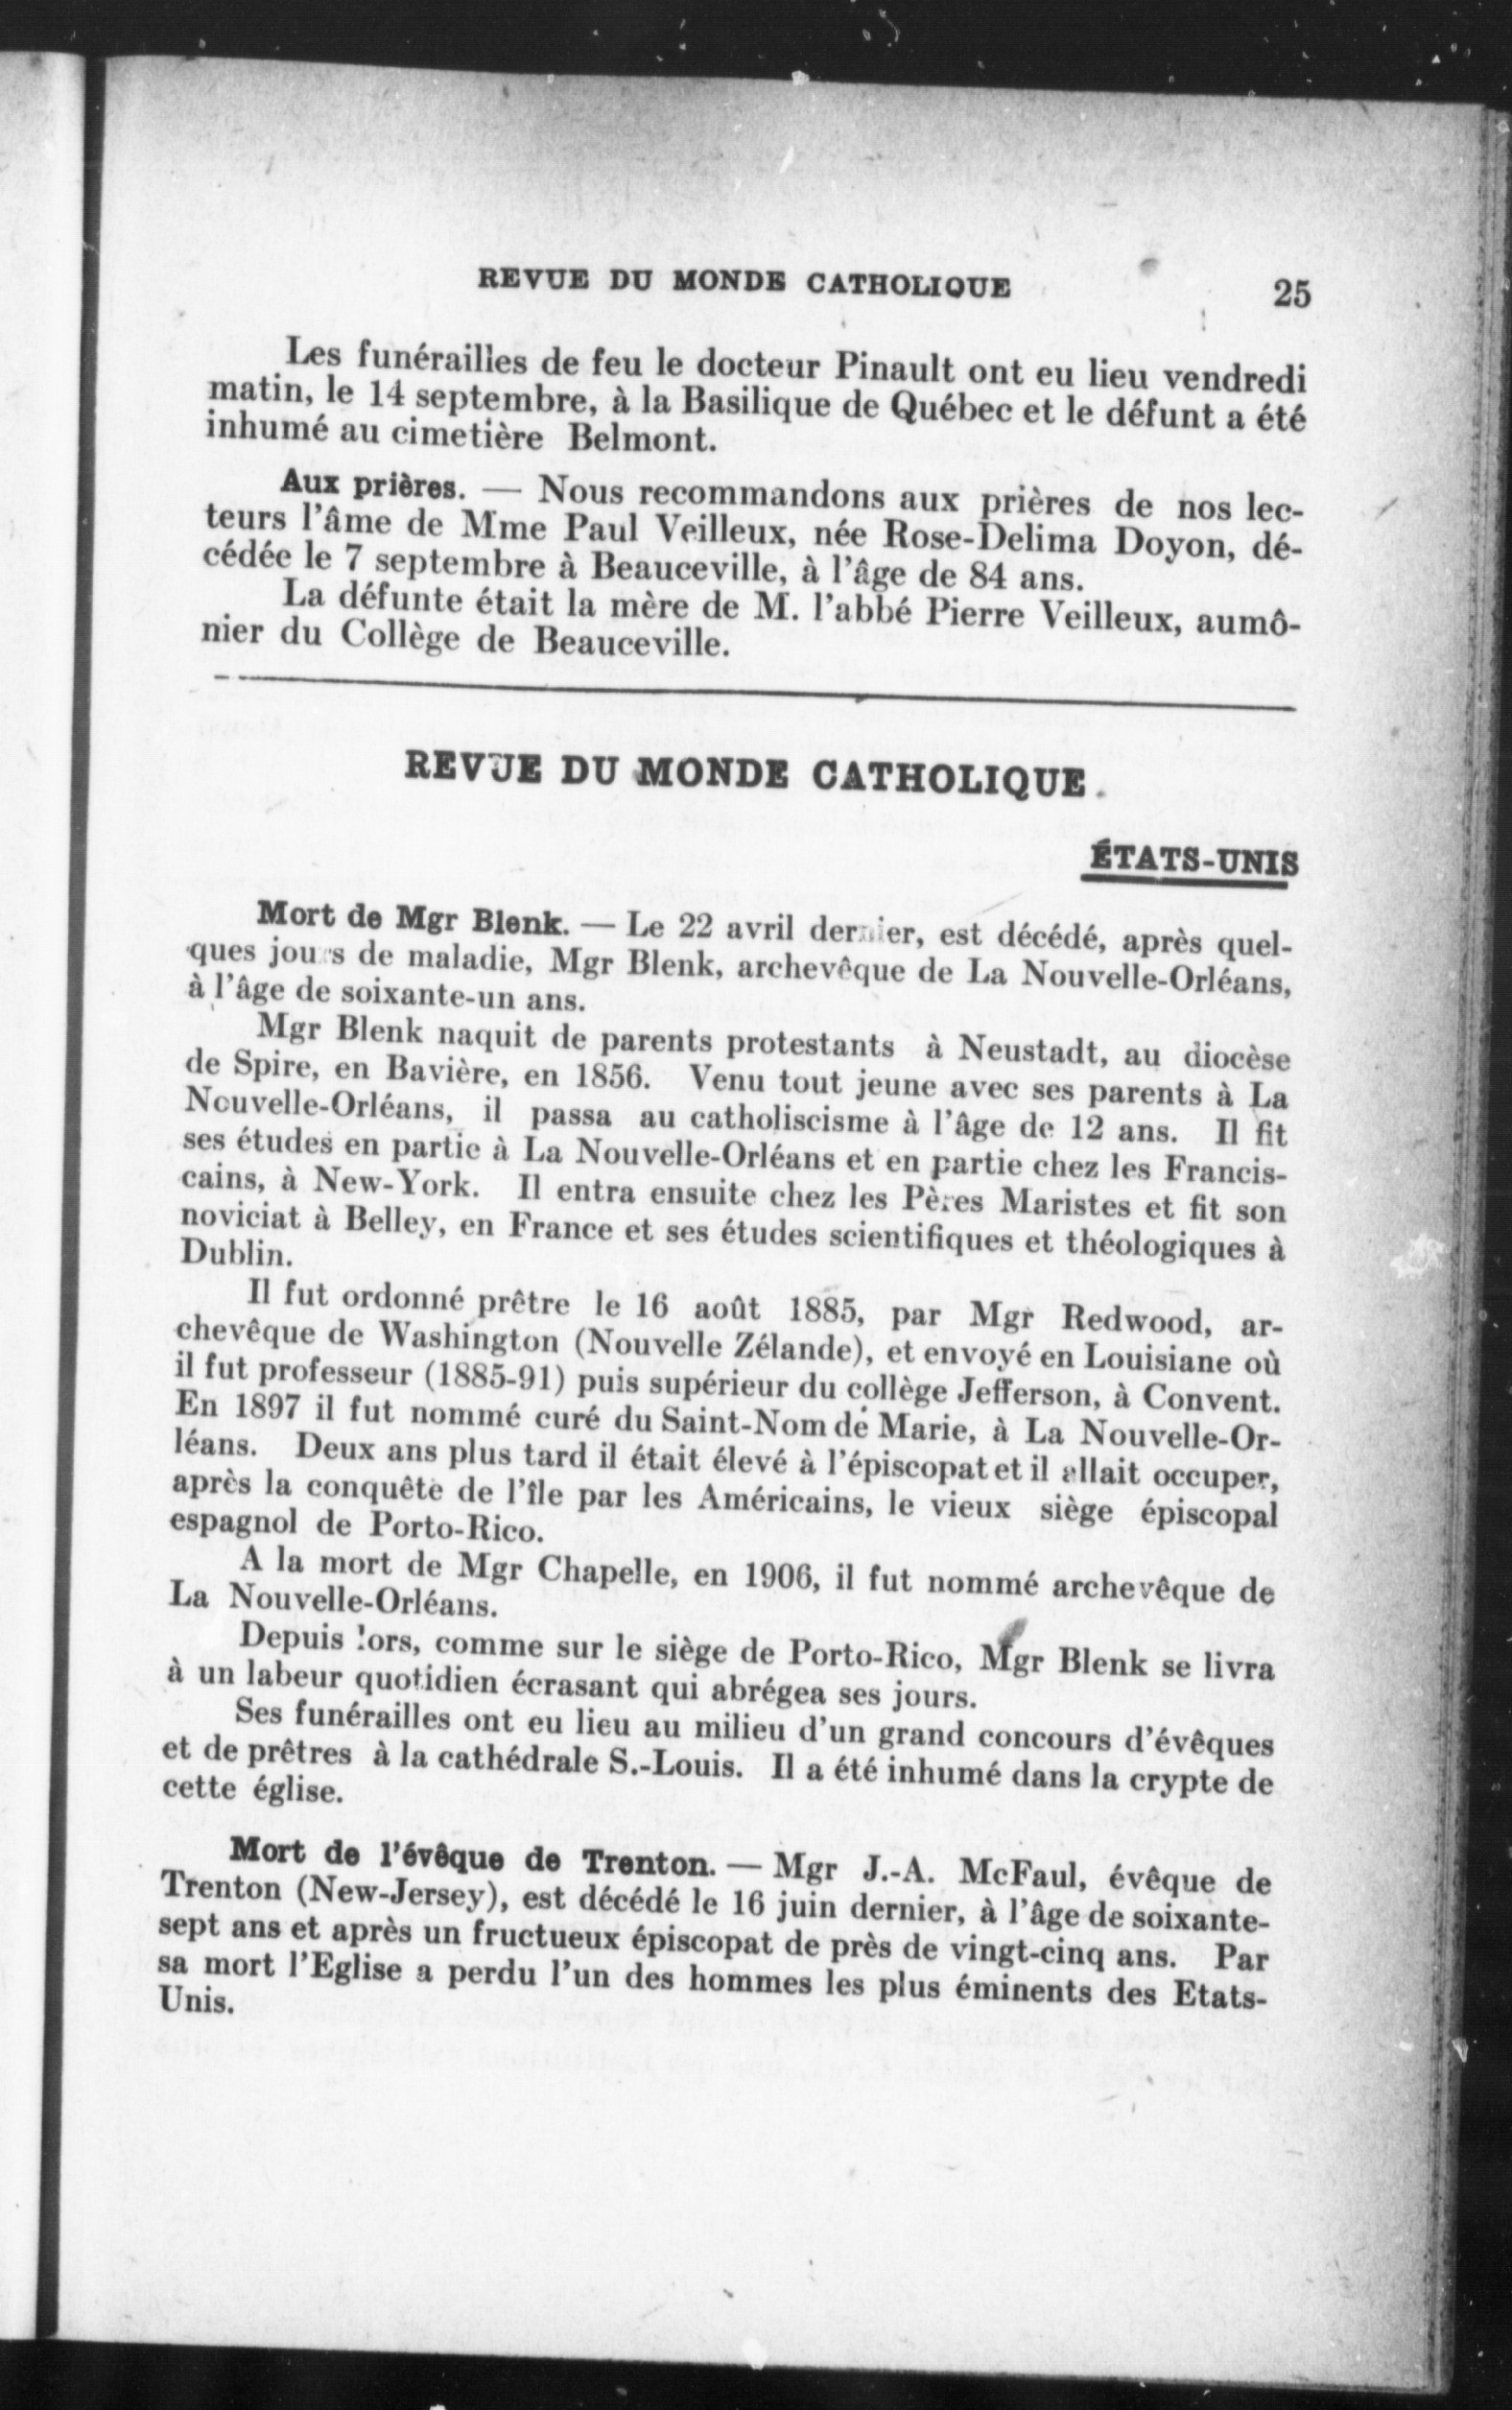 REVUE DU MONDE CATHOLIQUE 25
Les funérailles de feu le docteur Pinault ont eu lieu vendredi
matin, le 14 septembre, à la Basilique de Québec et le défunt a été
inhumé au cimetière Belmont.
Aux prières. — Nous recommandons aux prières de nos lec-
teurs l'âme de Mme Paul Veilleux, née Rose-Delima Doyon, dé-
cédée le 7 septembre à Beauceville, à l'âge de 84 ans.
La défunte était la mère de M. l'abbé Pierre Veilleux, aumô-
nier du Collège de Beauceville.
REVUE DU MONDE CATHOLIQUE
ÉTATS-UNIS
Mort de Mgr Blenk. — Le 22 avril dernier, est décédé, après quel-
ques jours de maladie, Mgr Blenk, archevêque de La Nouvelle-Orléans,
à l'âge de soixante-un ans.
Mgr Blenk naquit de parents protestants à Neustadt, au diocèse
de Spire, en Bavière, en 1856. Venu tout jeune avec ses parents à La
Nouvelle-Orléans, il passa au catholiscisme à l'âge de 12 ans. Il fit
ses études en partie à La Nouvelle-Orléans et en partie chez les Francis-
cains, à New-York. Il entra ensuite chez les Pères Maristes et fit son
noviciat à Belley, en France et ses études scientifiques et théologiques à
Dublin.
Il fut ordonné prêtre le 16 août 1885, par Mgr Redwood, ar-
chevêque de Washington (Nouvelle Zélande), et envoyé en Louisiane où
il fut professeur (1885-91) puis supérieur du collège Jefferson, à Convent.
En 1897 il fut nommé curé du Saint-Nom de Marie, à La Nouvelle-Or-
léans. Deux ans plus tard il était élevé à l'épiscopat et il allait occuper,
après la conquête de l'île par les Américains, le vieux siège épiscopal
espagnol de Porto-Rico.
A la mort de Mgr Chapelle, en 1906, il fut nommé archevêque de
La Nouvelle-Orléans.
Depuis lors, comme sur le siège de Porto-Rico, Mgr Blenk se livra
à un labeur quotidien écrasant qui abrégea ses jours.
Ses funérailles ont eu lieu au milieu d'un grand concours d'évêques
et de prêtres à la cathédrale S.-Louis. Il a été inhumé dans la crypte de
cette église.
Mort de l'évêque de Trenton. — Mgr J.-A. McFaul, évêque de
Trenton (New-Jersey), est décédé le 16 juin dernier, à l'âge de soixante-
sept ans et après un fructueux épiscopat de près de vingt-cinq ans. Par
sa mort l'Eglise a perdu l'un des hommes les plus éminents des Etats-
Unis.